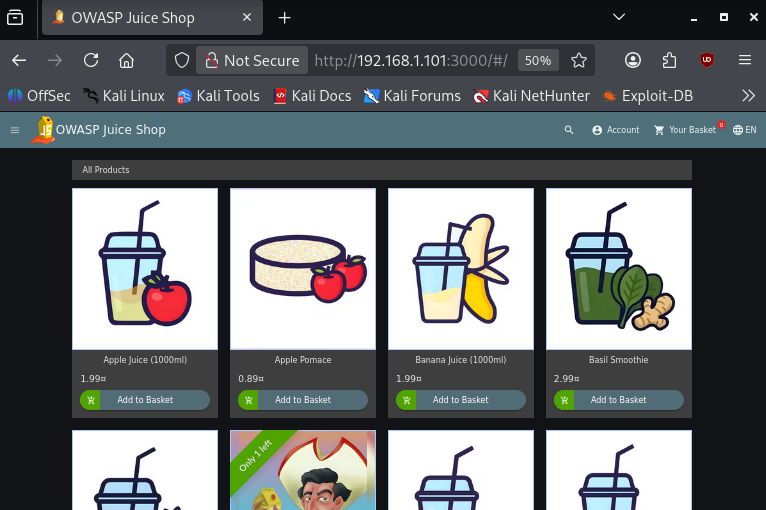 OWASP Juice Shop
Not Secure http://192.168.1.101:3000/#/ 50%
OffSec Kali Linux Kali Tools Kali Docs Kali Forums Kali NetHunter Exploit-DB
OWASP Juice Shop Account Your Basket 0 EN
All Products
Apple Juice (1000ml) Apple Pomace Banana Juice (1000ml) Basil Smoothie
1.99¤ 0.89¤ 1.99¤ 2.99¤
Add to Basket Add to Basket Add to Basket Add to Basket
Only 1 left